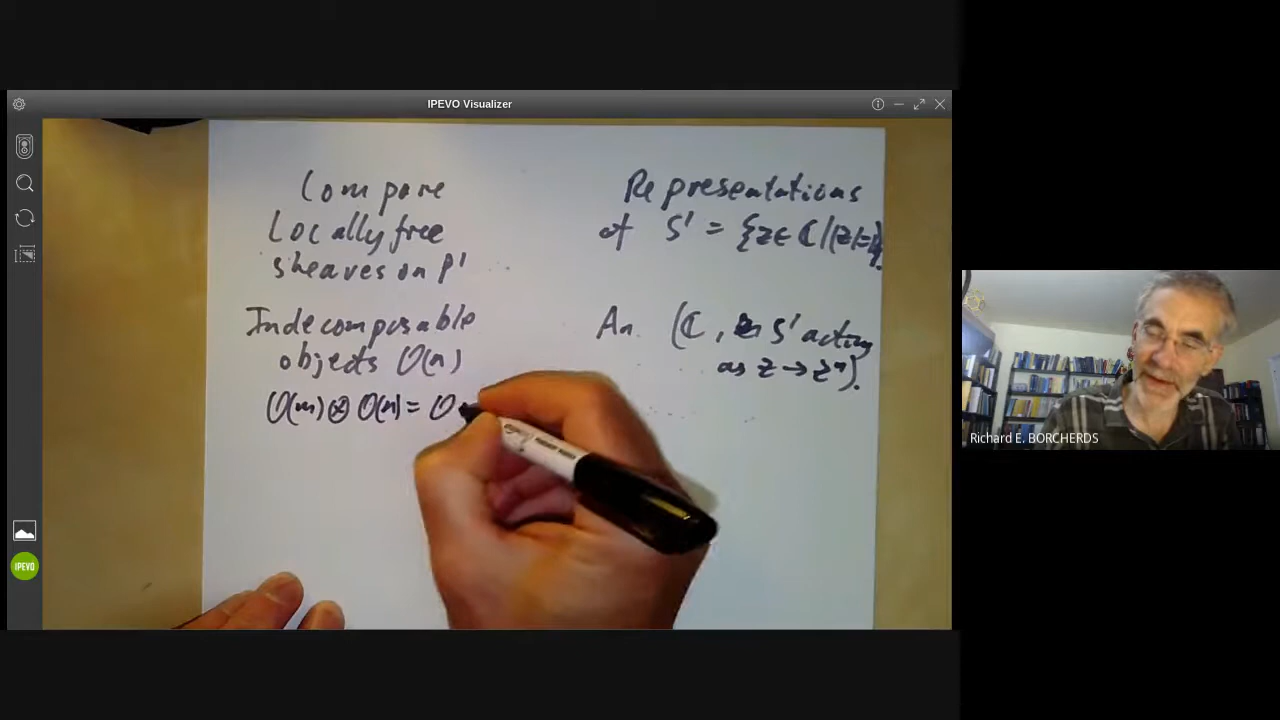 IPEVO Visualizer
Compare
Locally free
sheaves on P¹
Indecomposable
objects O(n)
O(m) ⊗ O(n) = O
Representations
of S¹ = {z ∈ ℂ | |z|=1}.
An. (ℂ, S¹ acting
as z → zⁿ).
IPEVO
Richard E. BORCHERDS